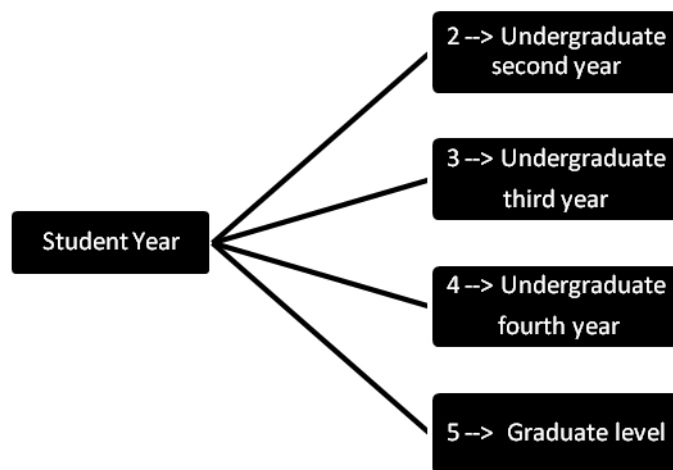 2 --> Undergraduate
second year
3 --> Undergraduate
third year
Student Year
4 --> Undergraduate
fourth year
5 --> Graduate level